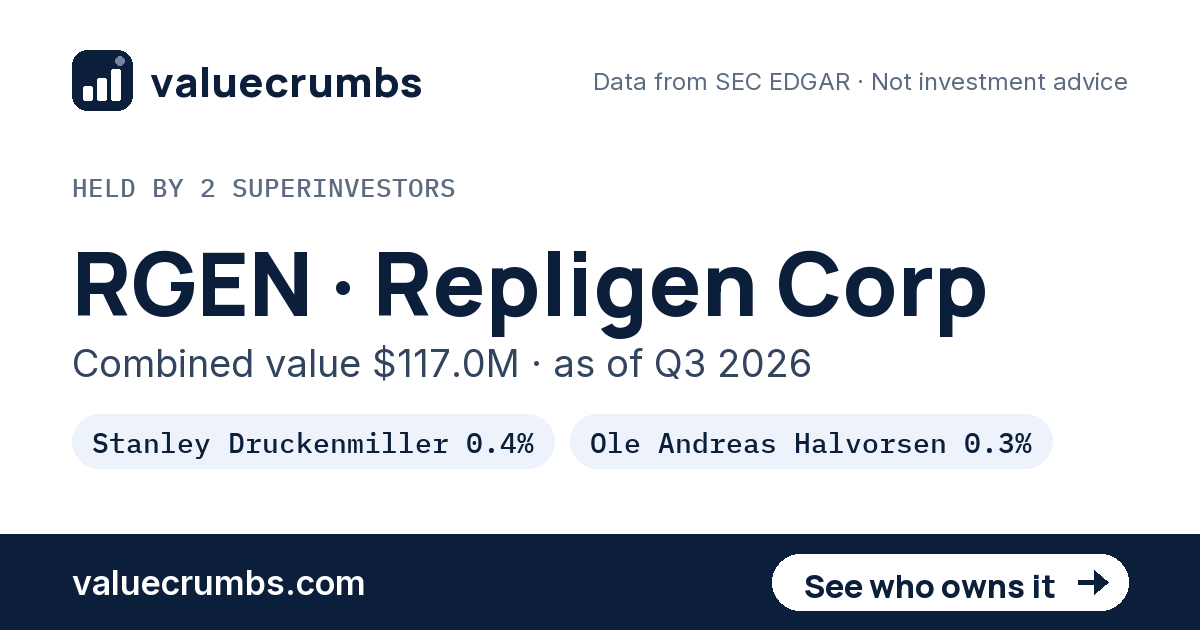 valuecrumbs
Data from SEC EDGAR · Not investment advice
HELD BY 2 SUPERINVESTORS
RGEN · Repligen Corp
Combined value $117.0M · as of Q3 2026
Stanley Druckenmiller 0.4%
Ole Andreas Halvorsen 0.3%
valuecrumbs.com
See who owns it →